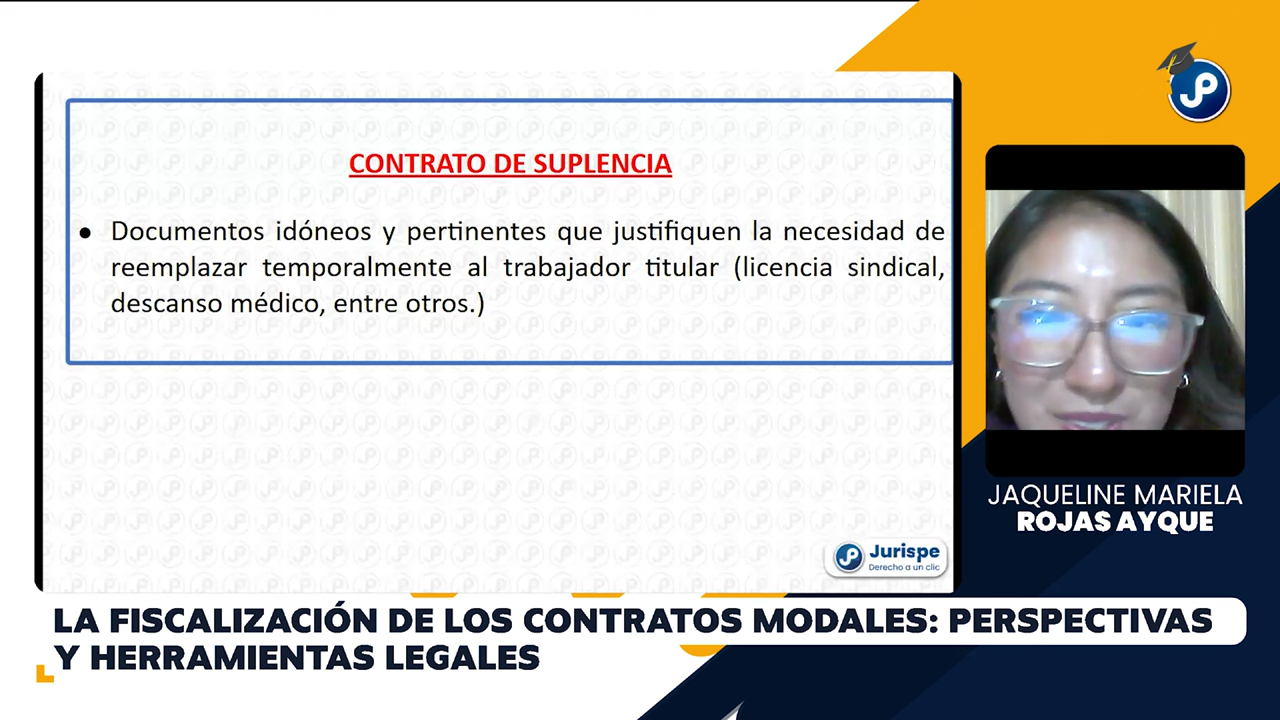 CONTRATO DE SUPLENCIA
● Documentos idóneos y pertinentes que justifiquen la necesidad de
reemplazar temporalmente al trabajador titular (licencia sindical,
descanso médico, entre otros.)
Jurispe
Derecho a un clic
JP
JAQUELINE MARIELA
ROJAS AYQUE
LA FISCALIZACIÓN DE LOS CONTRATOS MODALES: PERSPECTIVAS
Y HERRAMIENTAS LEGALES